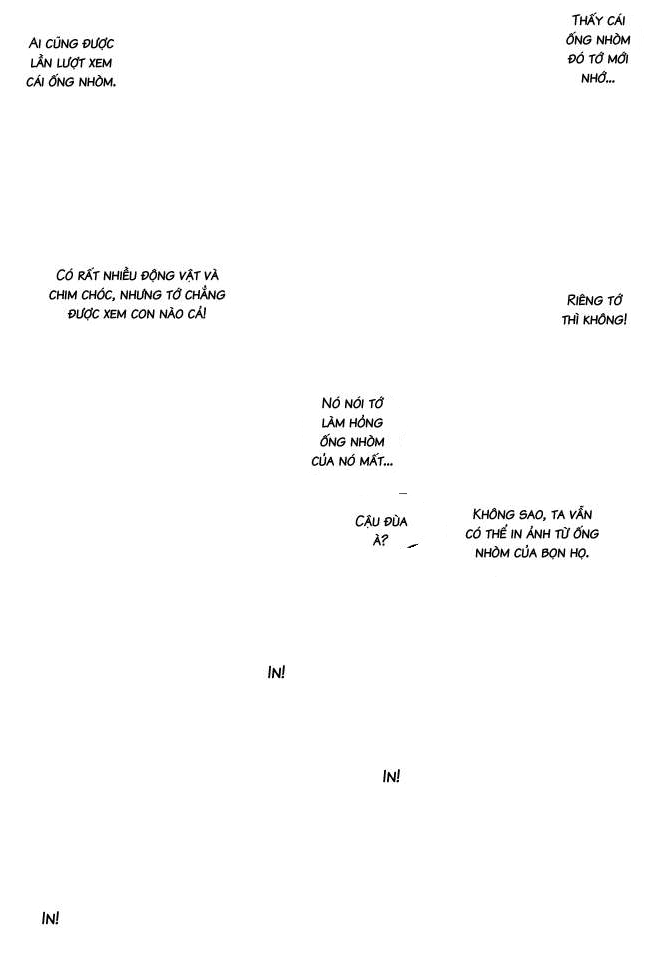 THẤY CÁI
ỐNG NHÒM
ĐÓ TỚ MỚI
NHỚ...
AI CŨNG ĐƯỢC
LẦN LƯỢT XEM
CÁI ỐNG NHÒM.
RIÊNG TỚ
THÌ KHÔNG!
CÓ RẤT NHIỀU ĐỘNG VẬT VÀ
CHIM CHÓC, NHƯNG TỚ CHẲNG
ĐƯỢC XEM CON NÀO CẢ!
NÓ NÓI TỚ
LÀM HỎNG
ỐNG NHÒM
CỦA NÓ MẤT...
KHÔNG SAO, TA VẪN
CÓ THỂ IN ẢNH TỪ ỐNG
NHÒM CỦA BỌN HỌ.
CẬU ĐÙA
À?
IN!
IN!
IN!